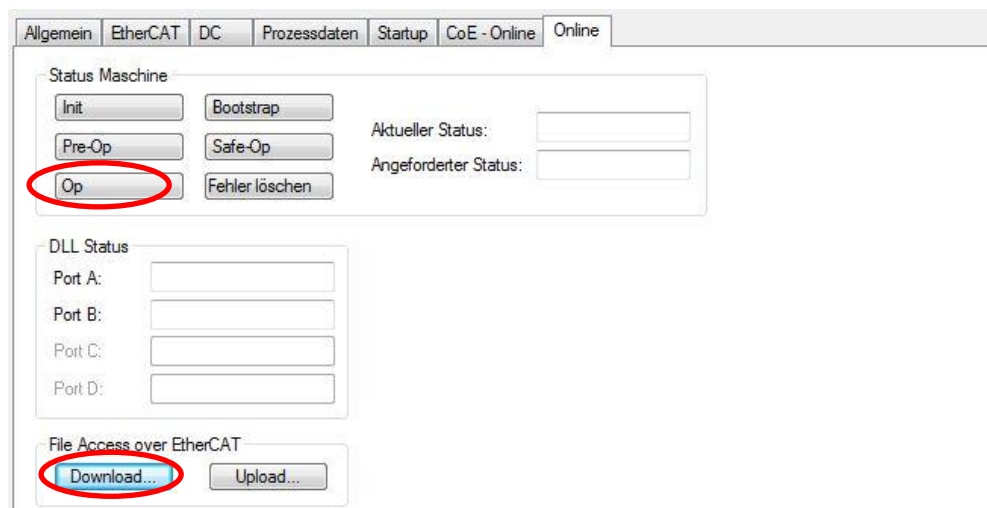 Allgemein EtherCAT DC Prozessdaten Startup CoE - Online Online
Status Maschine
Init Bootstrap
Pre-Op Safe-Op
Op Fehler löschen
Aktueller Status:
Angeforderter Status:
DLL Status
Port A:
Port B:
Port C:
Port D:
File Access over EtherCAT
Download... Upload...